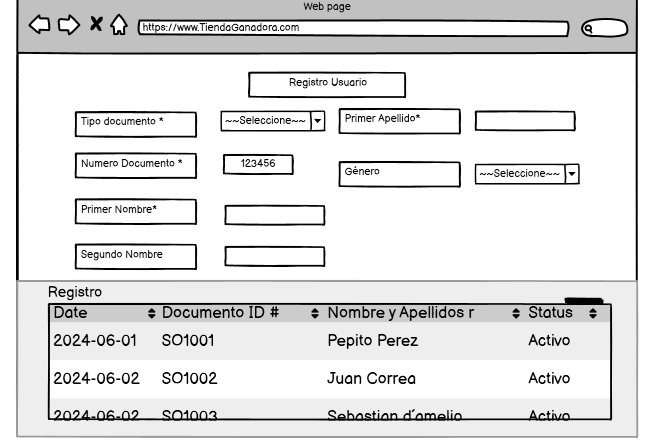 Web page
https://www.TiendaGanadora.com
Registro Usuario
Tipo documento *
~~Seleccione~~
Primer Apellido*
Numero Documento *
123456
Género
~~Seleccione~~
Primer Nombre*
Segundo Nombre
Registro
Date Documento ID # Nombre y Apellidos r Status
2024-06-01 SO1001 Pepito Perez Activo
2024-06-02 SO1002 Juan Correa Activo
2024-06-02 SO1003 Sebastian d´amelio Activo